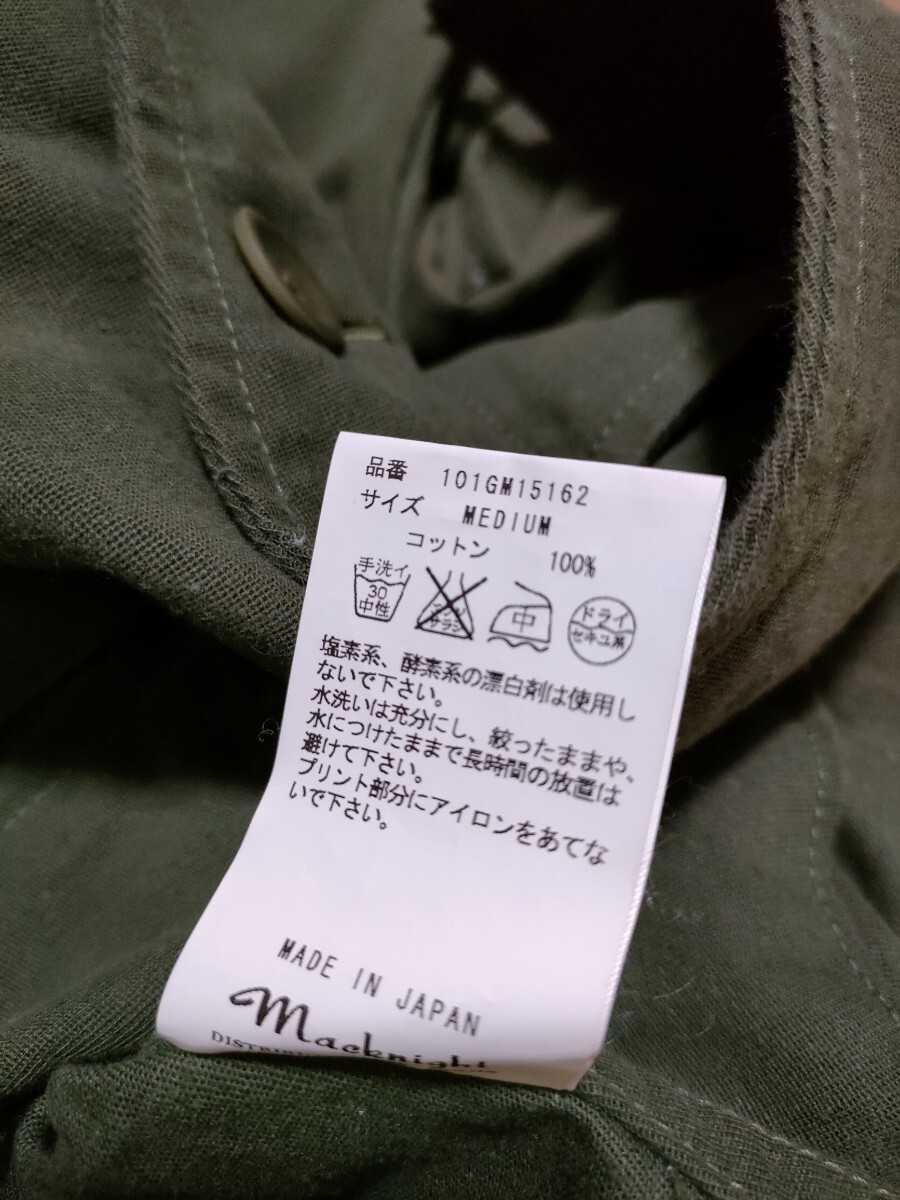 品番 101GM15162
サイズ MEDIUM
コットン 100%
手洗イ
30
中性
サラシ
中
ドライ
セキユ系
塩素系、酵素系の漂白剤は使用し
ないで下さい。
水洗いは充分にし、絞ったままや、
水につけたままで長時間の放置は
避けて下さい。
プリント部分にアイロンをあてな
いで下さい。
MADE IN JAPAN
Macknight